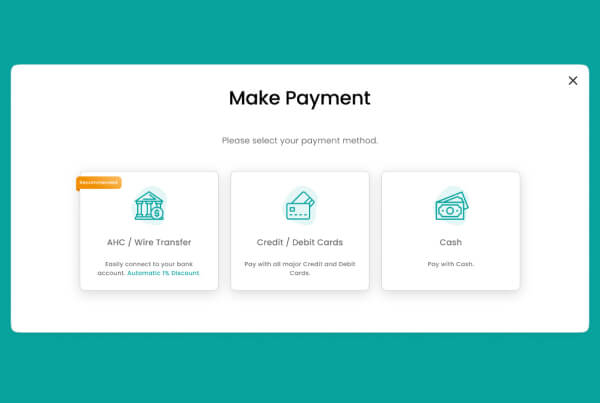 Make Payment
Please select your payment method.
Recommended
AHC / Wire Transfer
Easily connect to your bank
account. Automatic 1% Discount
Credit / Debit Cards
Pay with all major Credit and Debit
Cards.
Cash
Pay with Cash.